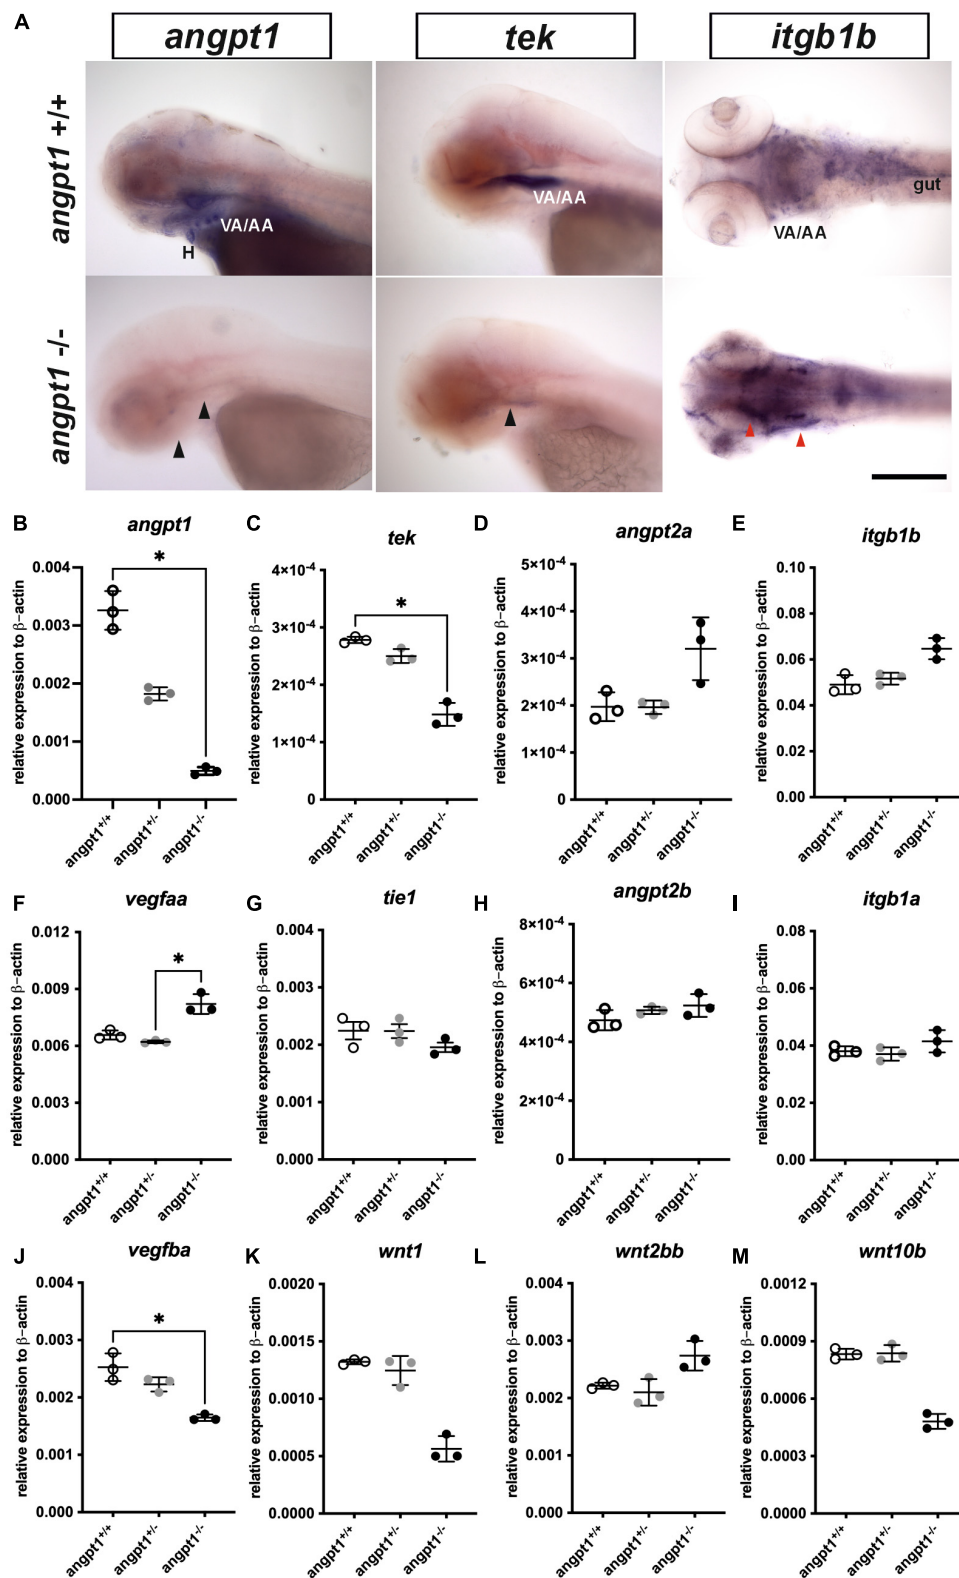 A
angpt1
tek
itgb1b
angpt1 +/+
VA/AA
H
VA/AA
VA/AA
gut
angpt1 -/-
B
angpt1
relative expression to β-actin
0.004
0.003
0.002
0.001
0.000
*
angpt1+/+
angpt1+/-
angpt1-/-
C
tek
relative expression to β-actin
4×10-4
3×10-4
2×10-4
1×10-4
0
*
angpt1+/+
angpt1+/-
angpt1-/-
D
angpt2a
relative expression to β-actin
5×10-4
4×10-4
3×10-4
2×10-4
1×10-4
0
angpt1+/+
angpt1+/-
angpt1-/-
E
itgb1b
relative expression to β-actin
0.10
0.08
0.06
0.04
0.02
0.00
angpt1+/+
angpt1+/-
angpt1-/-
F
vegfaa
relative expression to β-actin
0.012
0.009
0.006
0.003
0.000
*
angpt1+/+
angpt1+/-
angpt1-/-
G
tie1
relative expression to β-actin
0.004
0.003
0.002
0.001
0.000
angpt1+/+
angpt1+/-
angpt1-/-
H
angpt2b
relative expression to β-actin
8×10-4
6×10-4
4×10-4
2×10-4
0
angpt1+/+
angpt1+/-
angpt1-/-
I
itgb1a
relative expression to β-actin
0.08
0.06
0.04
0.02
0.00
angpt1+/+
angpt1+/-
angpt1-/-
J
vegfba
relative expression to β-actin
0.004
0.003
0.002
0.001
0.000
*
angpt1+/+
angpt1+/-
angpt1-/-
K
wnt1
relative expression to β-actin
0.0020
0.0015
0.0010
0.0005
0.0000
angpt1+/+
angpt1+/-
angpt1-/-
L
wnt2bb
relative expression to β-actin
0.004
0.003
0.002
0.001
0.000
angpt1+/+
angpt1+/-
angpt1-/-
M
wnt10b
relative expression to β-actin
0.0012
0.0009
0.0006
0.0003
0.0000
angpt1+/+
angpt1+/-
angpt1-/-